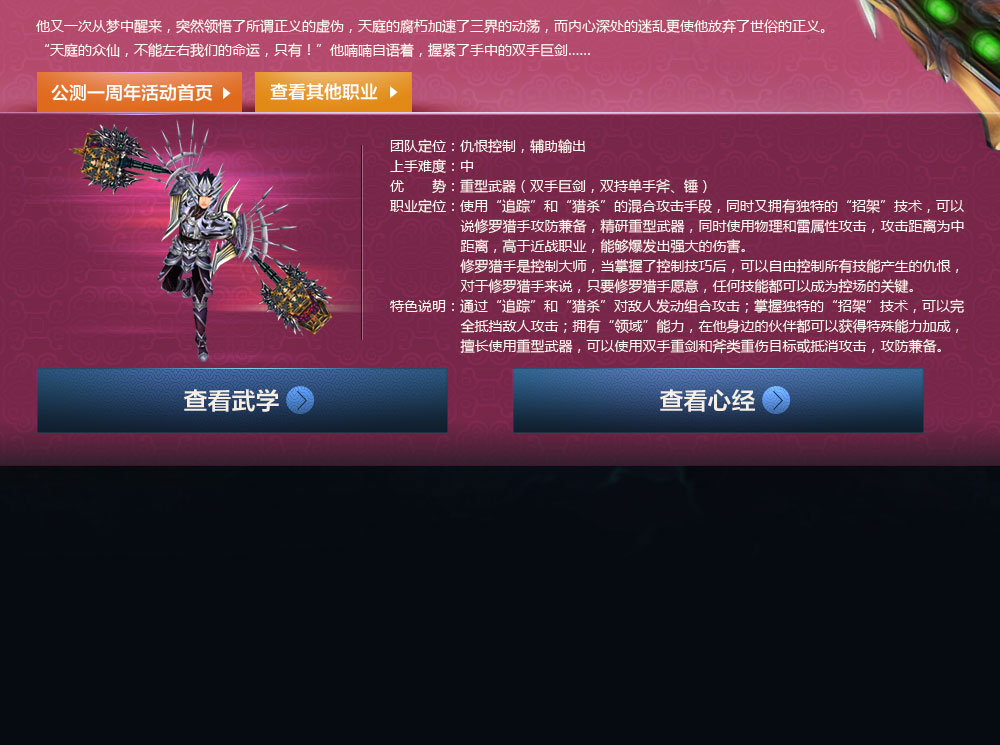 他又一次从梦中醒来，突然领悟了所谓正义的虚伪，天庭的腐朽加速了三界的动荡，而内心深处的迷乱更使他放弃了世俗的正义。
“天庭的众仙，不能左右我们的命运，只有！”他喃喃自语着，握紧了手中的双手巨剑......
公测一周年活动首页
查看其他职业
团队定位：仇恨控制，辅助输出
上手难度：中
优 势：重型武器（双手巨剑，双持单手斧、锤）
职业定位：使用“追踪”和“猎杀”的混合攻击手段，同时又拥有独特的“招架”技术，可以
说修罗猎手攻防兼备，精研重型武器，同时使用物理和雷属性攻击，攻击距离为中
距离，高于近战职业，能够爆发出强大的伤害。
修罗猎手是控制大师，当掌握了控制技巧后，可以自由控制所有技能产生的仇恨，
对于修罗猎手来说，只要修罗猎手愿意，任何技能都可以成为控场的关键。
特色说明：通过“追踪”和“猎杀”对敌人发动组合攻击；掌握独特的“招架”技术，可以完
全抵挡敌人攻击；拥有“领域”能力，在他身边的伙伴都可以获得特殊能力加成，
擅长使用重型武器，可以使用双手重剑和斧类重伤目标或抵消攻击，攻防兼备。
查看武学
查看心经